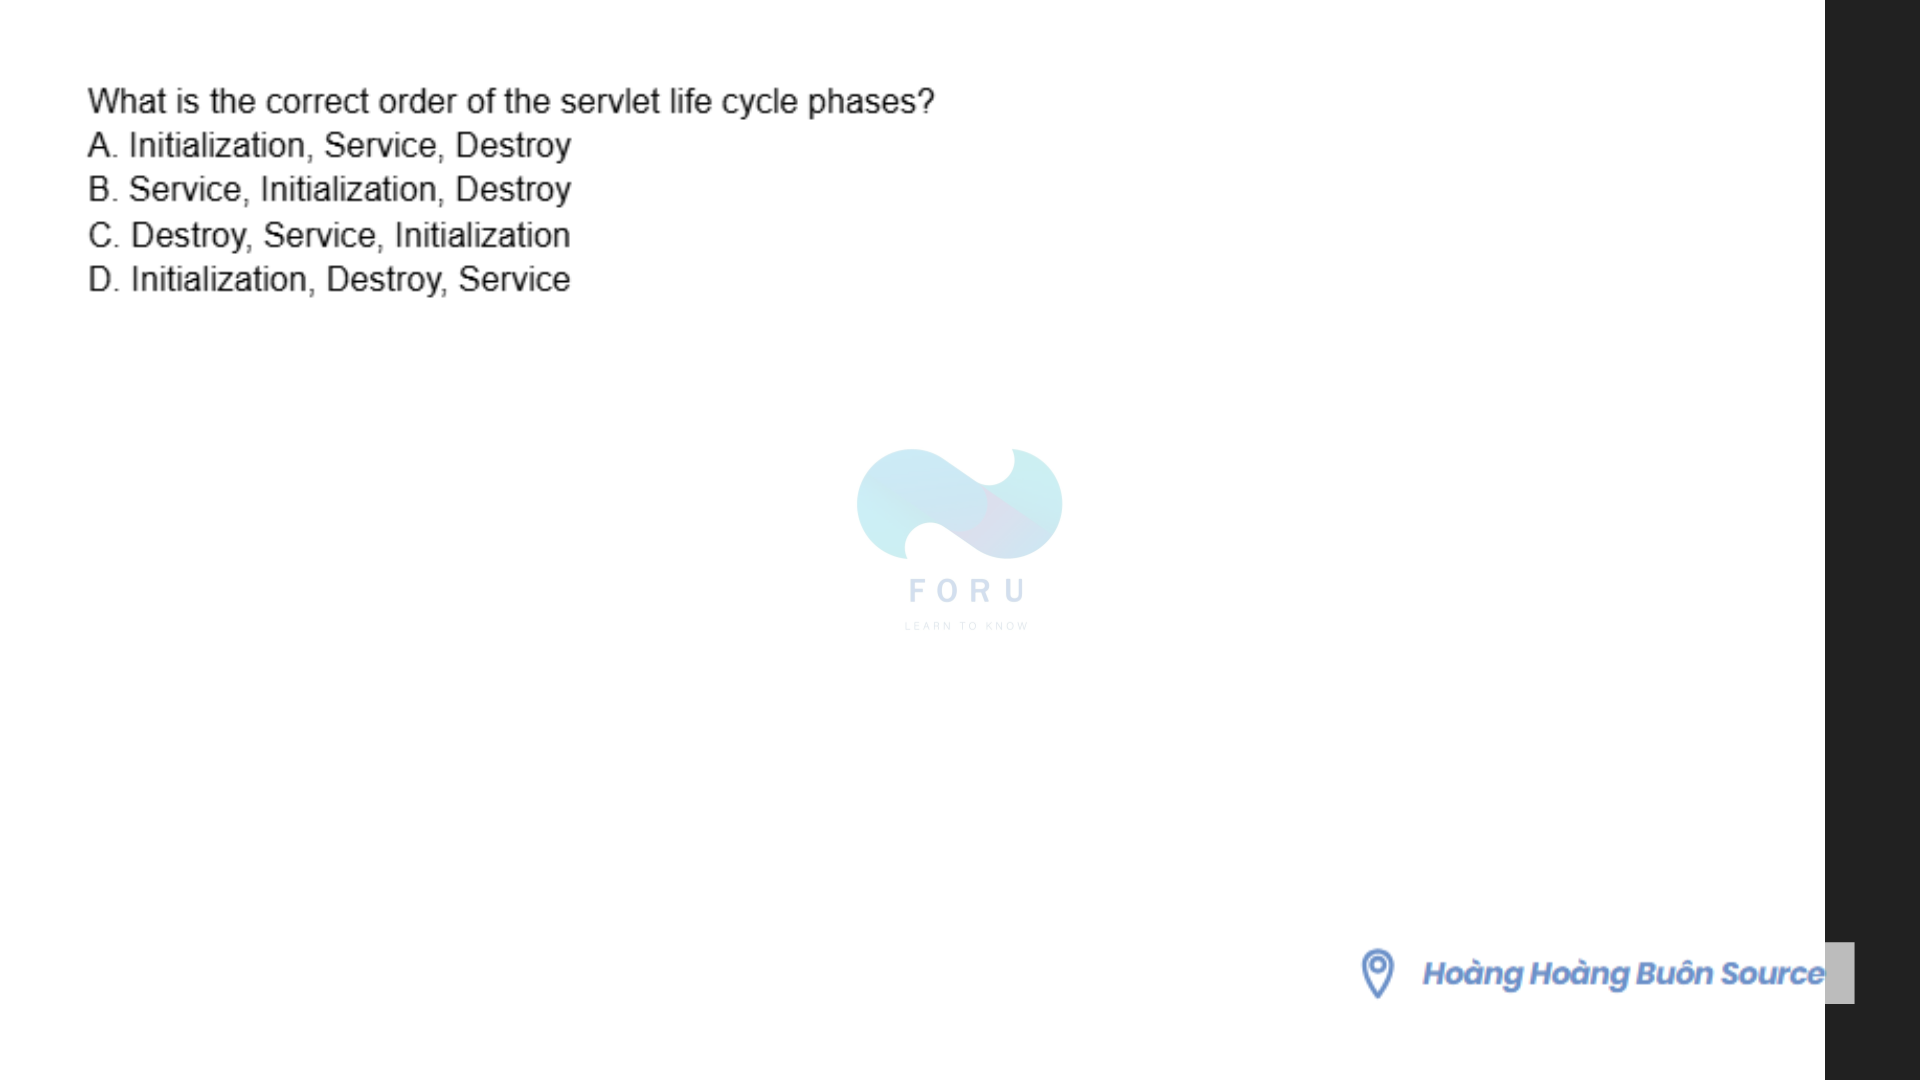 What is the correct order of the servlet life cycle phases?
A. Initialization, Service, Destroy
B. Service, Initialization, Destroy
C. Destroy, Service, Initialization
D. Initialization, Destroy, Service
FORU
LEARN TO KNOW
Hoàng Hoàng Buôn Source